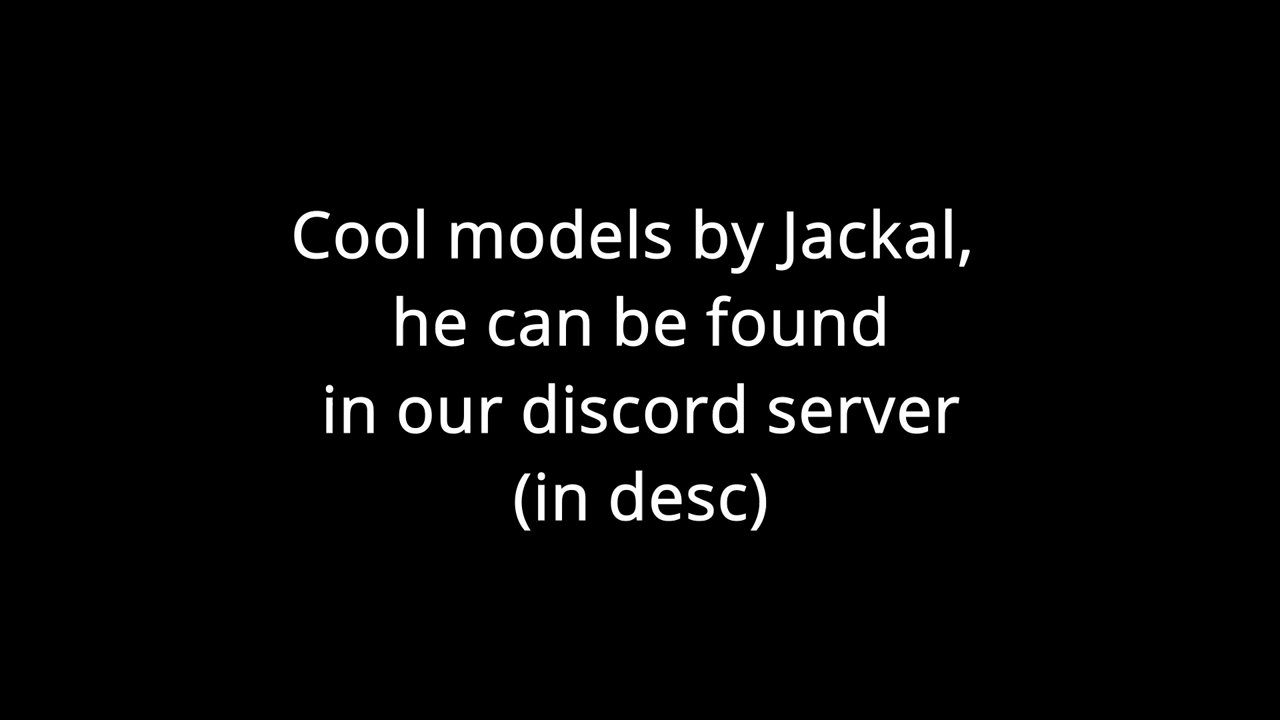 Cool models by Jackal,
he can be found
in our discord server
(in desc)